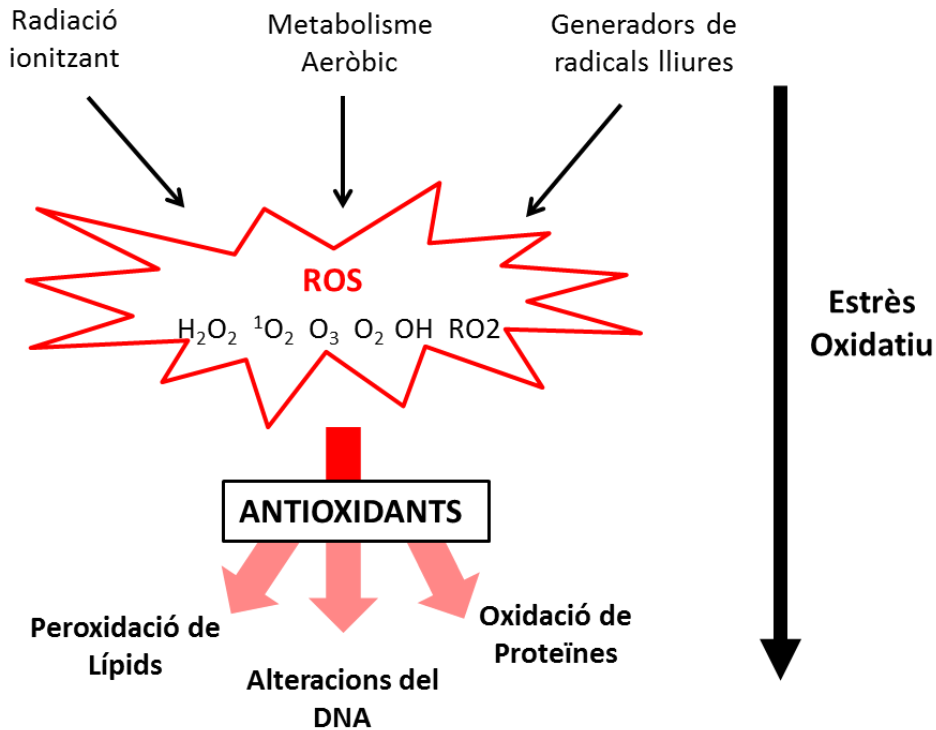 Radiació
ionitzant
Metabolisme
Aeròbic
Generadors de
radicals lliures
ROS
H₂O₂ ¹O₂ O₃ O₂ OH RO2
Estrès
Oxidatiu
ANTIOXIDANTS
Peroxidació de
Lípids
Alteracions del
DNA
Oxidació de
Proteïnes